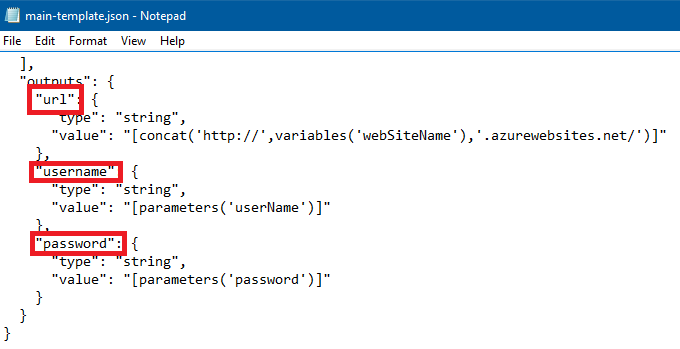 main-template.json - Notepad
File Edit Format View Help
],
"outputs": {
"url": {
"type": "string",
"value": "[concat('http://',variables('webSiteName'),'.azurewebsites.net/')]"
},
"username" {
"type": "string",
"value": "[parameters('userName')]"
},
"password": {
"type": "string",
"value": "[parameters('password')]"
}
}
}